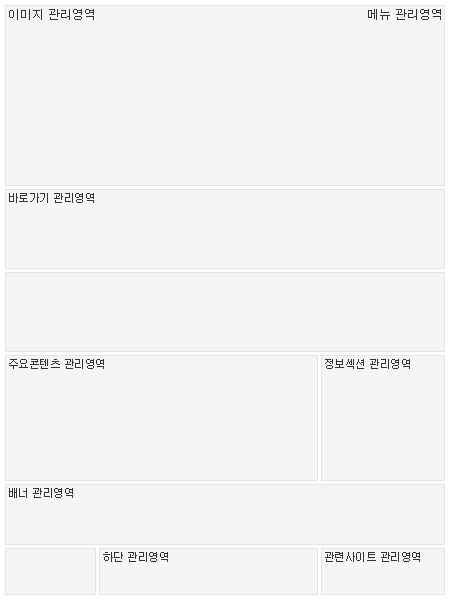 이미지 관리영역
메뉴 관리영역
바로가기 관리영역
주요콘텐츠 관리영역
정보섹션 관리영역
배너 관리영역
하단 관리영역
관련사이트 관리영역